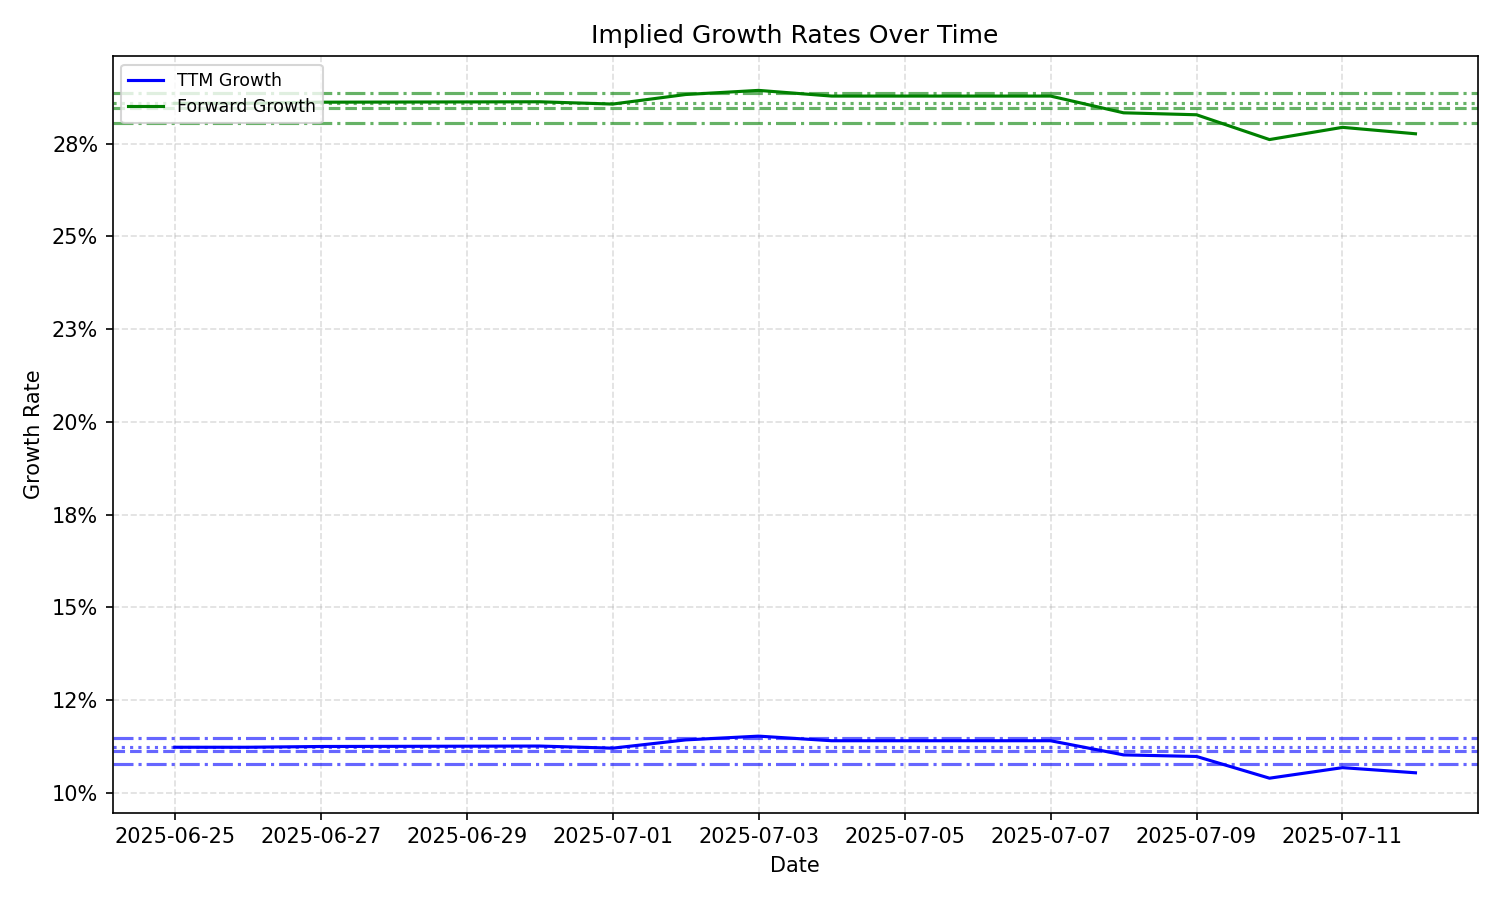 Implied Growth Rates Over Time
TTM Growth
Forward Growth
28%
25%
23%
20%
18%
15%
12%
10%
Growth Rate
2025-06-25 2025-06-27 2025-06-29 2025-07-01 2025-07-03 2025-07-05 2025-07-07 2025-07-09 2025-07-11
Date